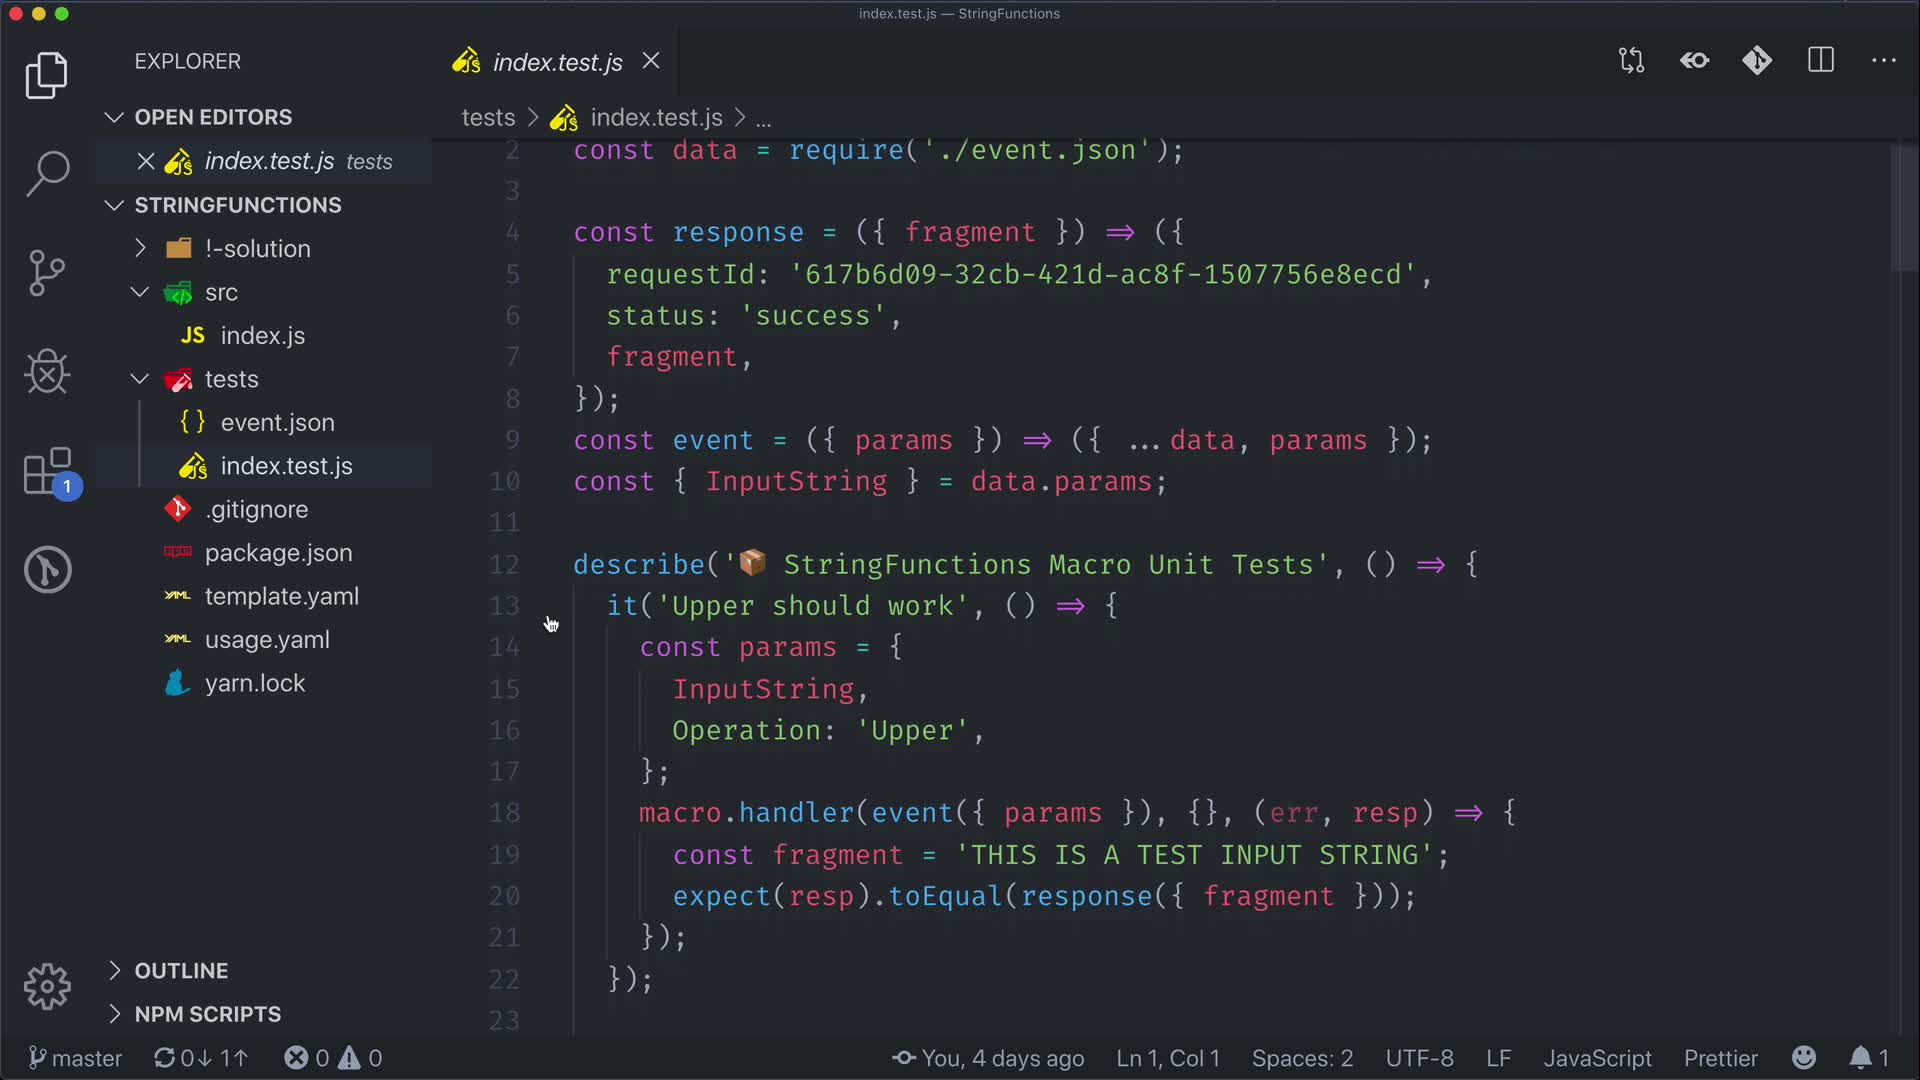 index.test.js — StringFunctions
EXPLORER
OPEN EDITORS
index.test.js tests
STRINGFUNCTIONS
!-solution
src
JS index.js
tests
{} event.json
index.test.js
.gitignore
package.json
YAML template.yaml
YAML usage.yaml
yarn.lock
OUTLINE
NPM SCRIPTS
1
index.test.js
tests > index.test.js > ...
2 const data = require('./event.json');
3
4 const response = ({ fragment }) => ({
5 requestId: '617b6d09-32cb-421d-ac8f-1507756e8ecd',
6 status: 'success',
7 fragment,
8 });
9 const event = ({ params }) => ({ ...data, params });
10 const { InputString } = data.params;
11
12 describe('📦 StringFunctions Macro Unit Tests', () => {
13 it('Upper should work', () => {
14 const params = {
15 InputString,
16 Operation: 'Upper',
17 };
18 macro.handler(event({ params }), {}, (err, resp) => {
19 const fragment = 'THIS IS A TEST INPUT STRING';
20 expect(resp).toEqual(response({ fragment }));
21 });
22 });
23
master 0↓ 1↑ 0 0 You, 4 days ago Ln 1, Col 1 Spaces: 2 UTF-8 LF JavaScript Prettier 1